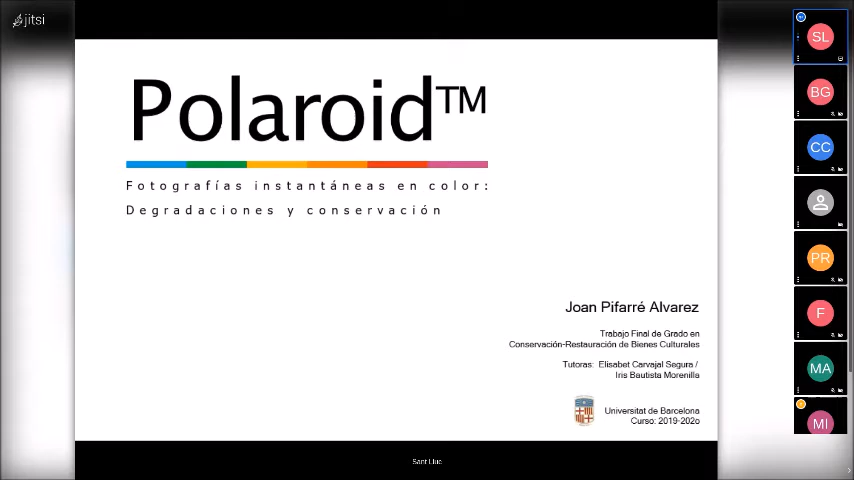 jitsi
Polaroid™
Fotografías instantáneas en color:
Degradaciones y conservación
Joan Pifarré Alvarez
Trabajo Final de Grado en
Conservación-Restauración de Bienes Culturales
Tutoras: Elisabet Carvajal Segura /
Iris Bautista Morenilla
Universitat de Barcelona
Curso: 2019-202o
Sant Lluc
SL
BG
CC
PR
F
MA
MI